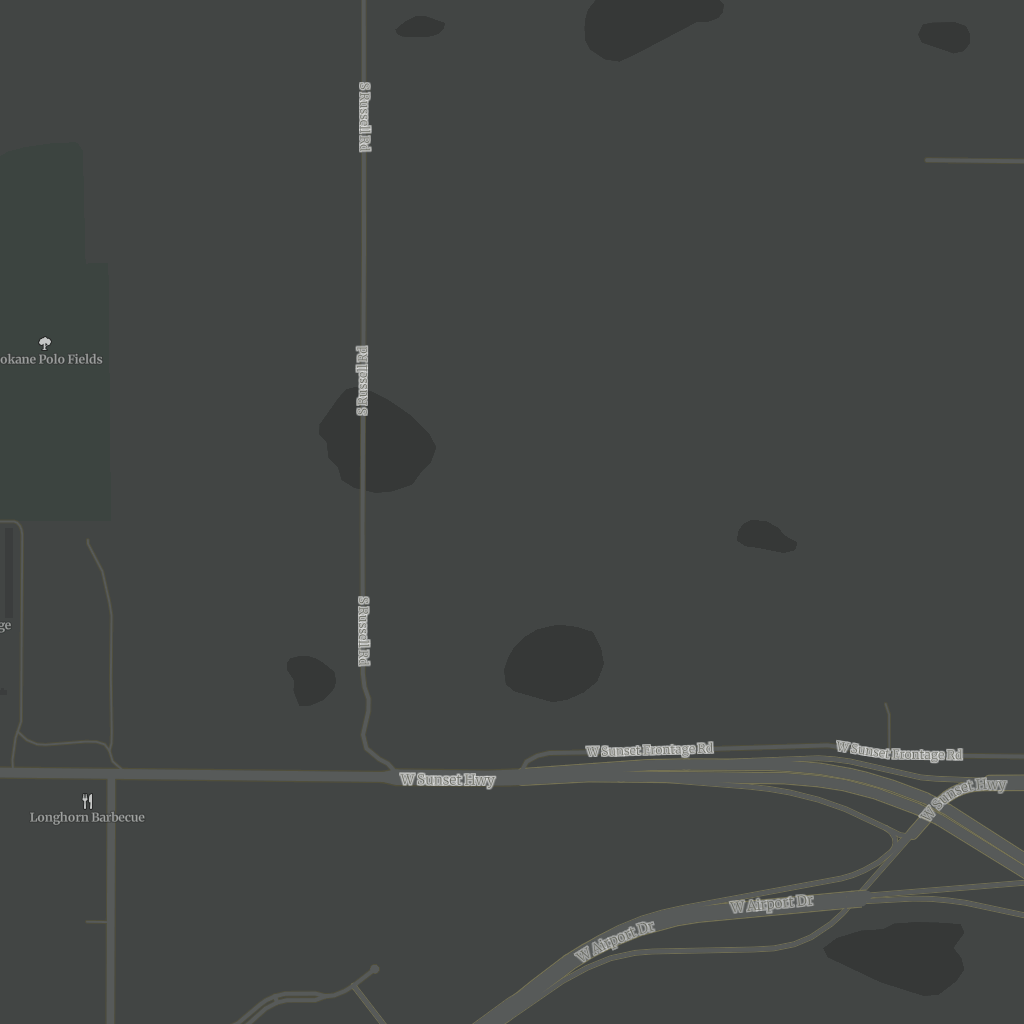 S Russell Rd
okane Polo Fields
S Russell Rd
S Russell Rd
ge
W Sunset Frontage Rd
W Sunset Frontage Rd
W Sunset Hwy
W Sunset Hwy
Longhorn Barbecue
W Airport Dr
W Airport Dr